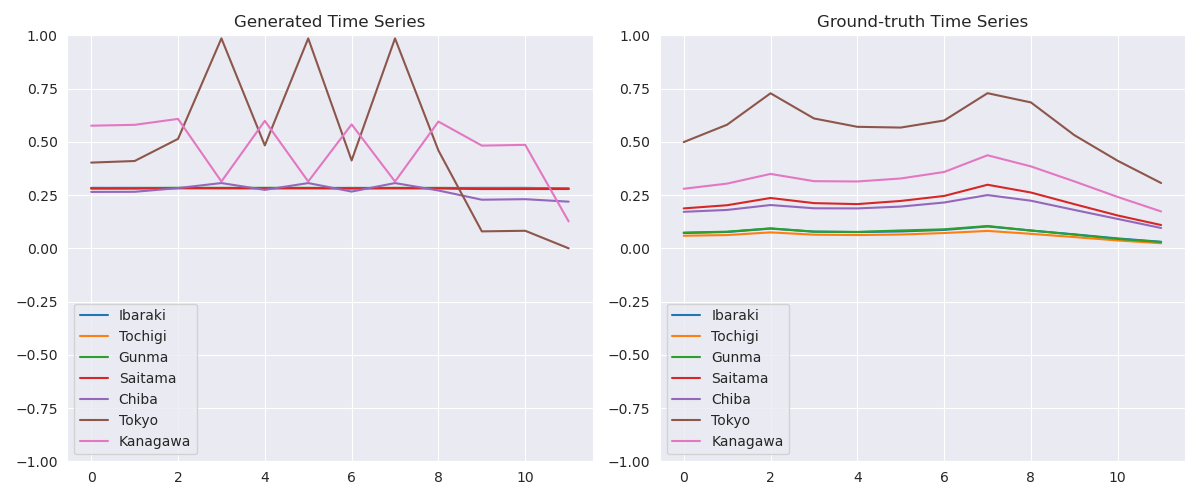 Generated Time Series
1.00
0.75
0.50
0.25
0.00
−0.25
−0.50
−0.75
−1.00
Ibaraki
Tochigi
Gunma
Saitama
Chiba
Tokyo
Kanagawa
0 2 4 6 8 10
Ground-truth Time Series
1.00
0.75
0.50
0.25
0.00
−0.25
−0.50
−0.75
−1.00
Ibaraki
Tochigi
Gunma
Saitama
Chiba
Tokyo
Kanagawa
0 2 4 6 8 10